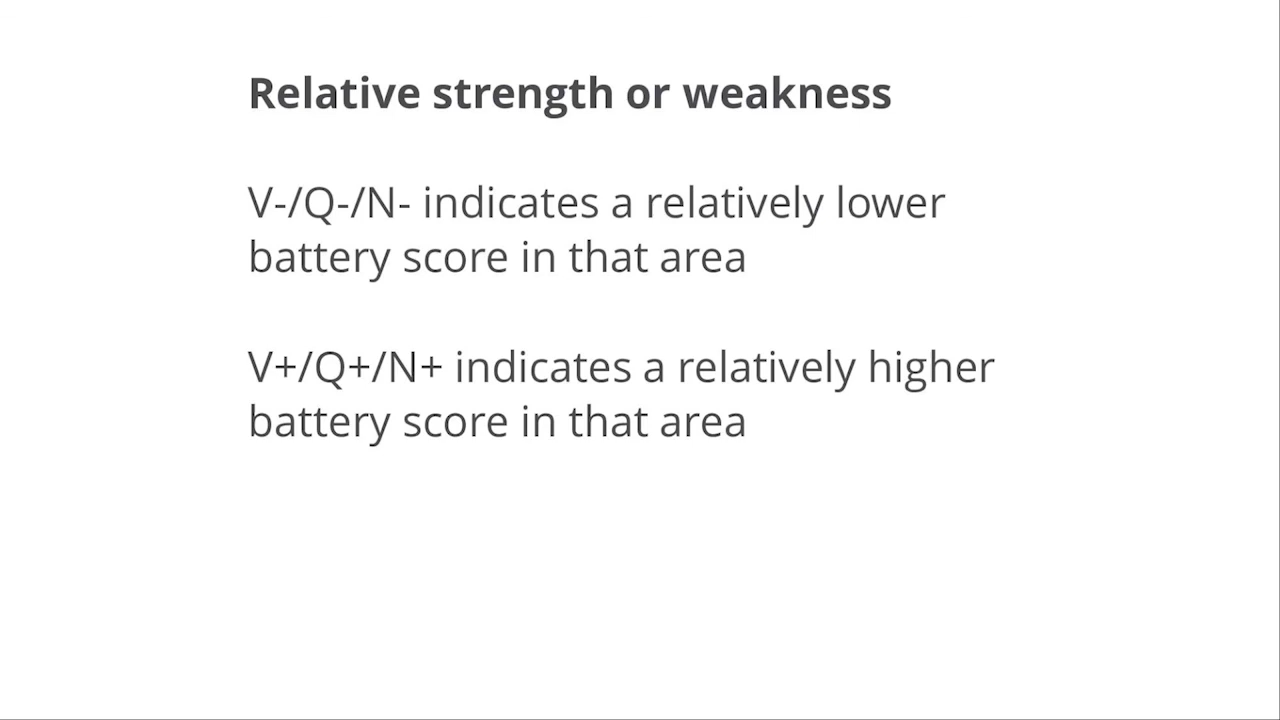 Relative strength or weakness
V-/Q-/N- indicates a relatively lower
battery score in that area
V+/Q+/N+ indicates a relatively higher
battery score in that area